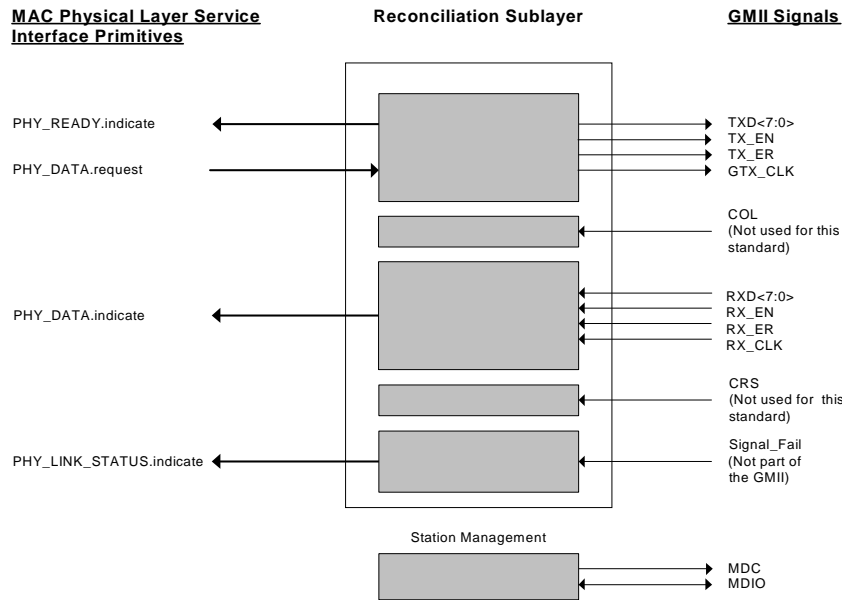 MAC Physical Layer Service
Interface Primitives
Reconciliation Sublayer
GMII Signals
PHY_READY.indicate
PHY_DATA.request
TXD<7:0>
TX_EN
TX_ER
GTX_CLK
COL
(Not used for this
standard)
PHY_DATA.indicate
RXD<7:0>
RX_EN
RX_ER
RX_CLK
CRS
(Not used for this
standard)
PHY_LINK_STATUS.indicate
Signal_Fail
(Not part of
the GMII)
Station Management
MDC
MDIO